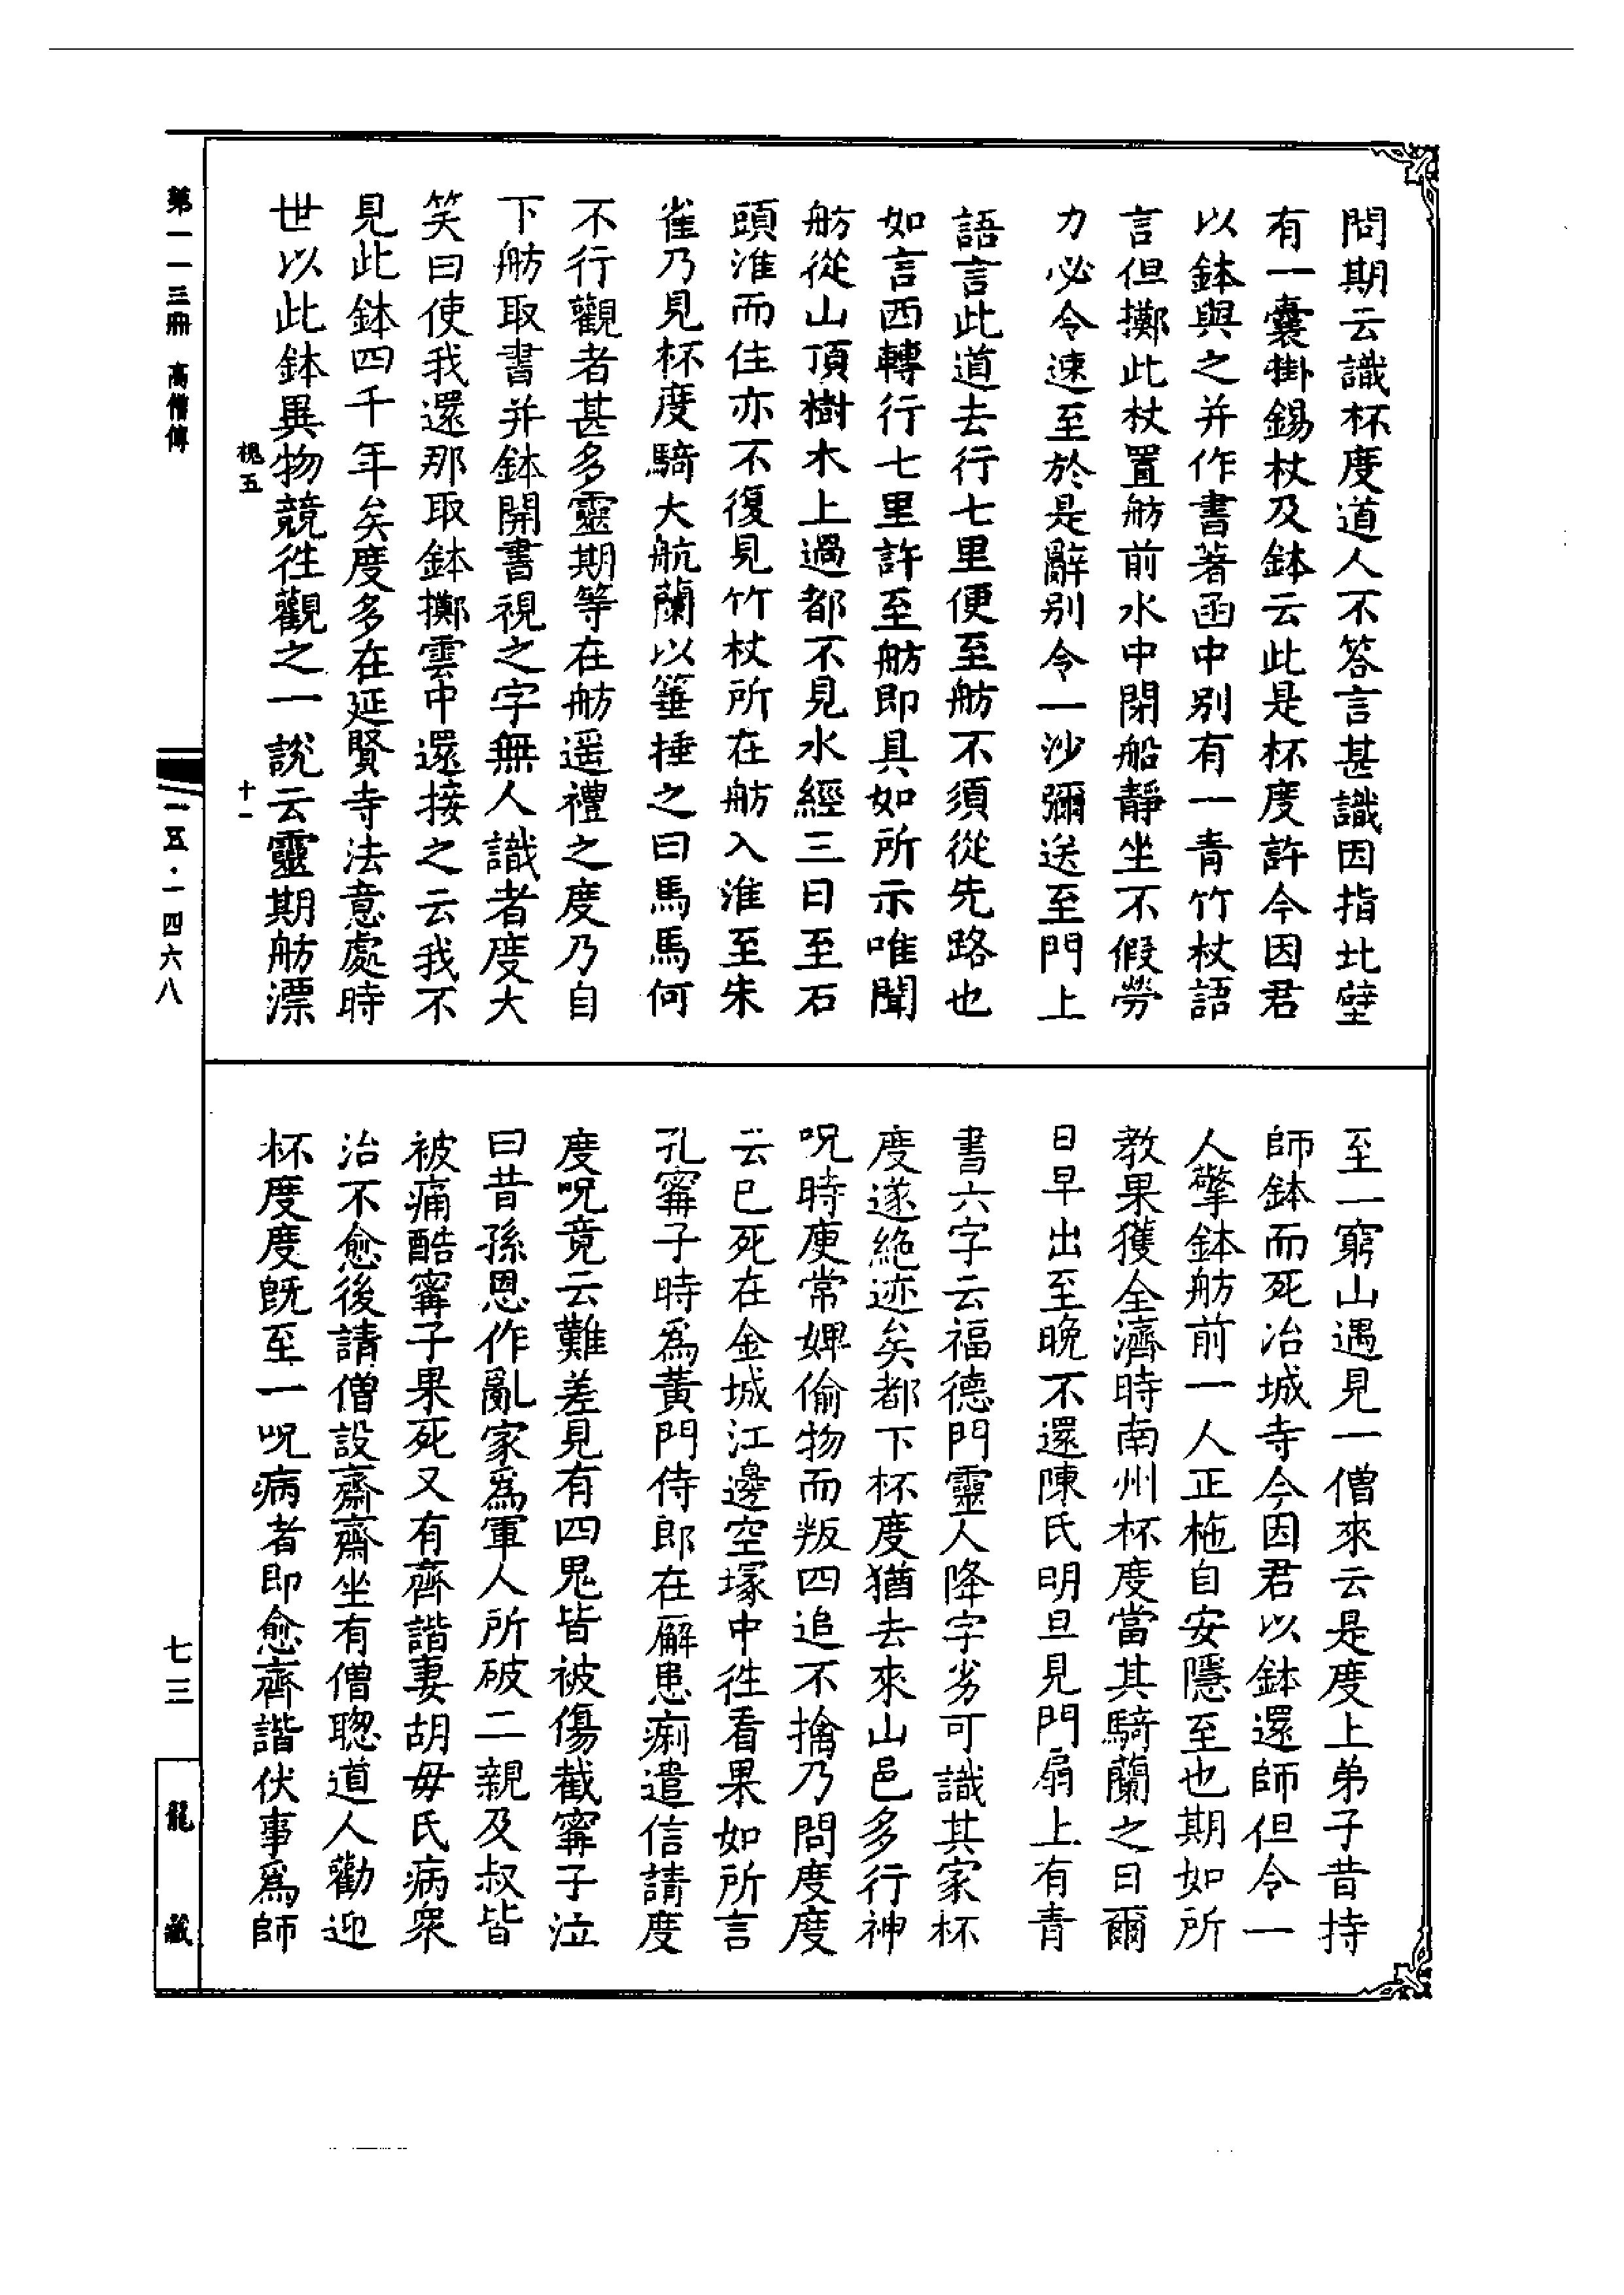 問期云識杯度道人不答言甚識因指北壁
有一囊掛錫杖及鉢云此是杯度許今因君
以鉢與之并作書著函中別有一青竹杖語
言但擲此杖置舫前水中閉船靜坐不假勞
力必令速至於是辭別令一沙彌送至門上
語言此道去行七里便至舫不須從先路也
如言西轉行七里許至舫即具如所示唯聞
舫從山頂樹木上過都不見水經三日至石
頭淮而住亦不復見竹杖所在舫入淮至朱
雀乃見杯度騎大航蘭以箠捶之曰馬馬何
不行觀者甚多靈期等在舫遥禮之度乃自
下舫取書并鉢開書視之字無人識者度大
笑曰使我還那取鉢擲雲中還接之云我不
見此鉢四千年矣度多在延賢寺法意處時
世以此鉢異物競徃觀之一說云靈期舫漂
槐五
十一
至一窮山遇見一僧來云是度上弟子昔持
師鉢而死冶城寺今因君以鉢還師但令一
人擎鉢舫前一人正柂自安隱至也期如所
教果獲全濟時南州杯度當其騎蘭之日爾
日早出至晚不還陳氏明旦見門扇上有青
書六字云福德門靈人降字劣可識其家杯
度遂絶迹矣都下杯度猶去來山邑多行神
呪時庾常婢偷物而叛四追不擒乃問度度
云已死在金城江邊空塚中徃看果如所言
孔寗子時爲黃門侍郎在廨患痢遣信請度
度呪竟云難差見有四鬼皆被傷截寗子泣
曰昔孫恩作亂家爲軍人所破二親及叔皆
被痛酷寗子果死又有齊諧妻胡毋氏病衆
治不愈後請僧設齋齋坐有僧聦道人勸迎
杯度度旣至一呪病者即愈齊諧伏事爲師
第一一三冊 高僧傳
一五·一四六八
七三
龍藏